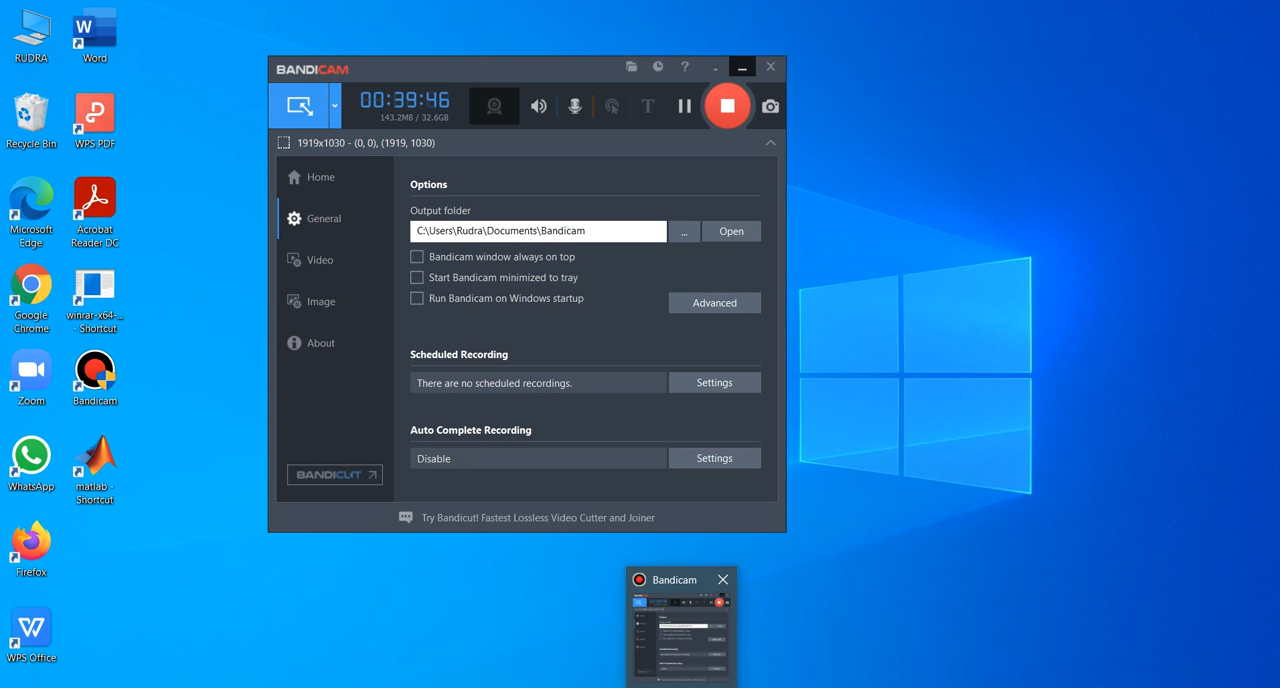 RUDRA
Word
Recycle Bin
WPS PDF
Microsoft
Edge
Acrobat
Reader DC
Google
Chrome
winrar-x64-...
- Shortcut
Zoom
Bandicam
WhatsApp
matlab -
Shortcut
Firefox
WPS Office
BANDICAM
00:39:46
143.2MB / 32.6GB
1919x1030 - (0, 0), (1919, 1030)
Home
General
Video
Image
About
BANDICUT
Options
Output folder
C:\Users\Rudra\Documents\Bandicam
...
Open
Bandicam window always on top
Start Bandicam minimized to tray
Run Bandicam on Windows startup
Advanced
Scheduled Recording
There are no scheduled recordings.
Settings
Auto Complete Recording
Disable
Settings
Try Bandicut! Fastest Lossless Video Cutter and Joiner
Bandicam